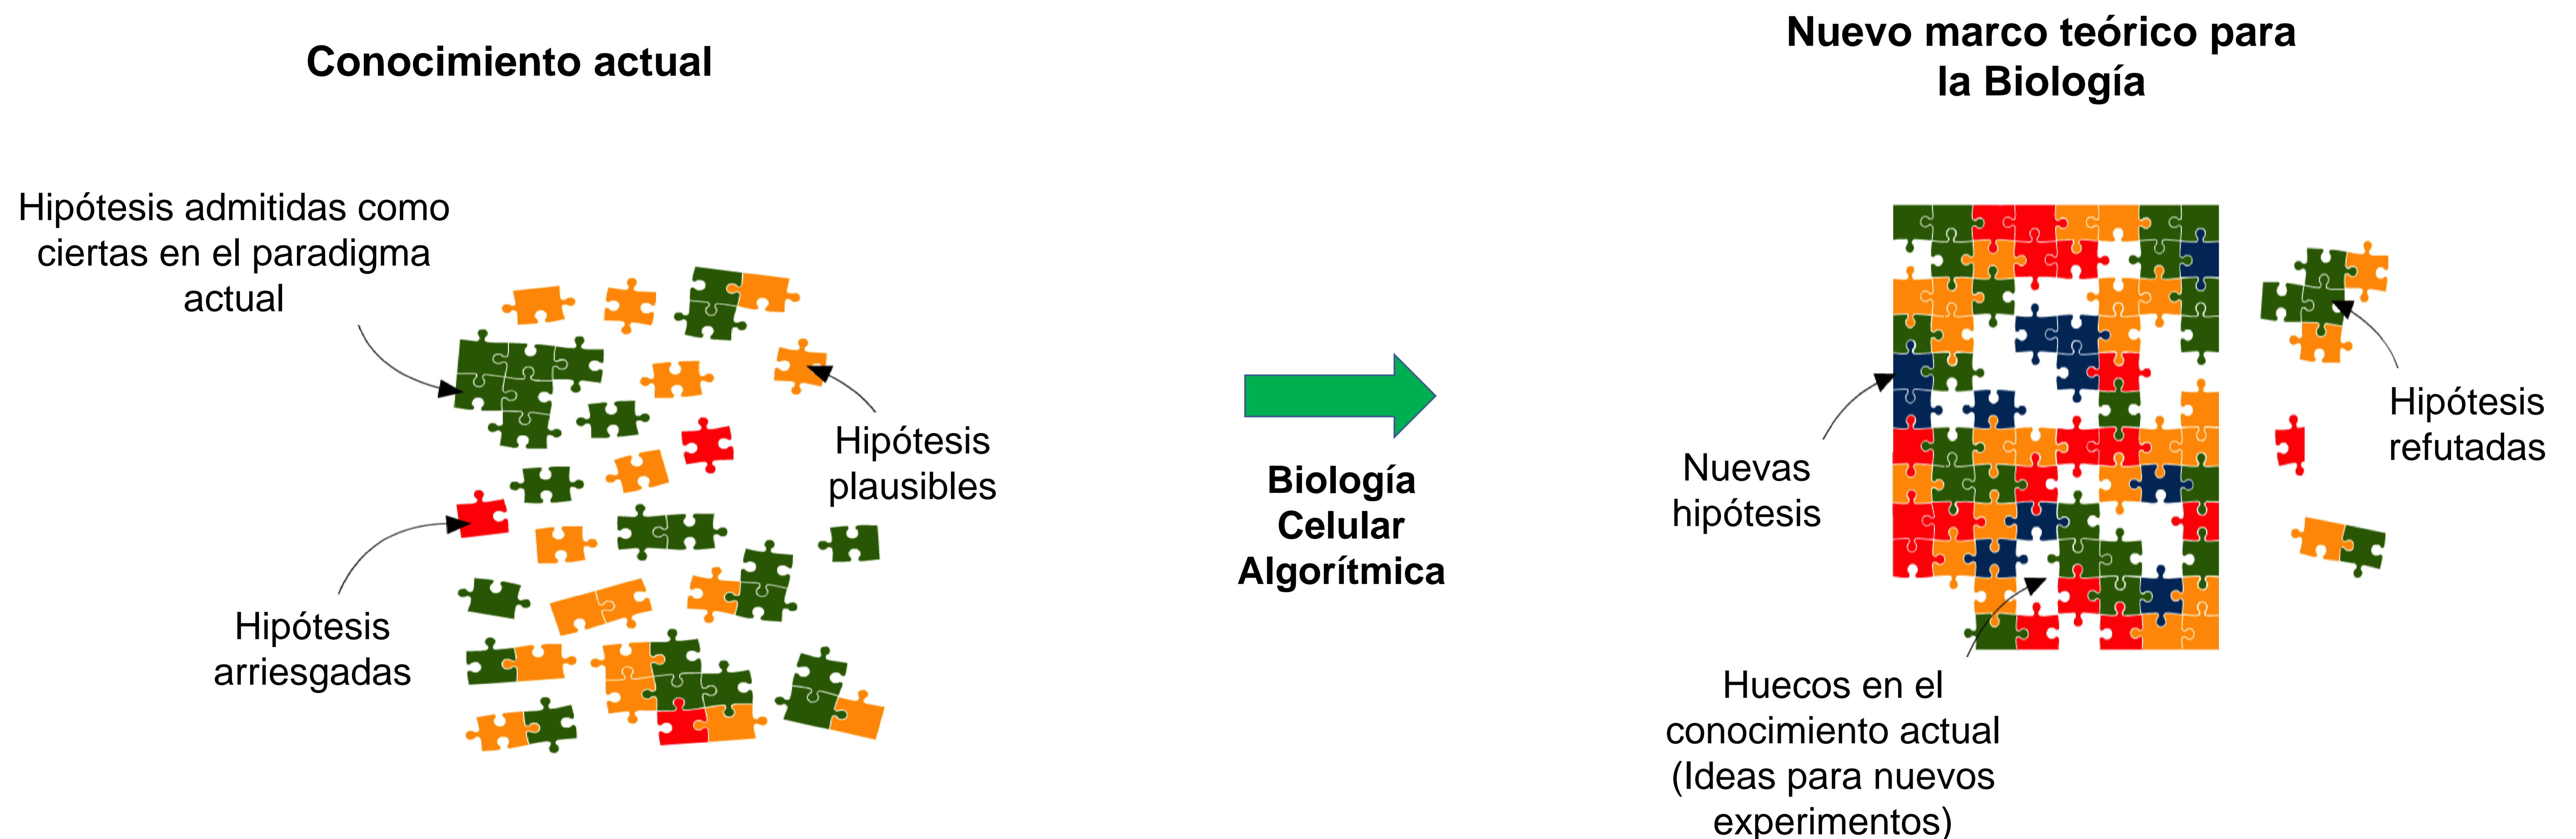 Conocimiento actual
Hipótesis admitidas como
ciertas en el paradigma
actual
Hipótesis
plausibles
Hipótesis
arriesgadas
Biología
Celular
Algorítmica
Nuevo marco teórico para
la Biología
Nuevas
hipótesis
Hipótesis
refutadas
Huecos en el
conocimiento actual
(Ideas para nuevos
experimentos)